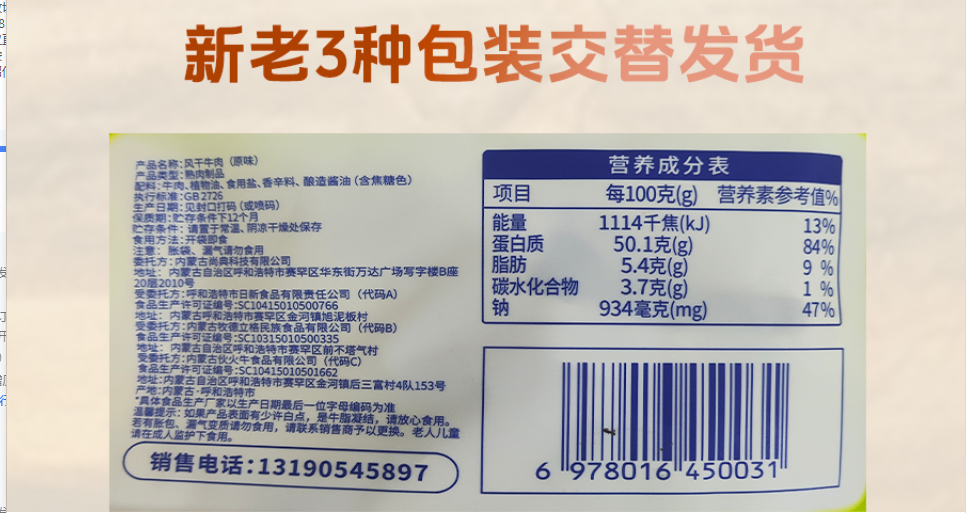 新老3种包装交替发货
产品名称:风干牛肉（原味）
产品类型:熟肉制品
配料:牛肉、植物油、食用盐、香辛料、酿造酱油（含焦糖色）
执行标准:GB 2726
生产日期:见封口打码（或喷码）
保质期:贮存条件下12个月
贮存条件: 请置于常温、阴凉干燥处保存
食用方法:开袋即食
注意: 胀袋、漏气请勿食用
委托方:内蒙古尚典科技有限公司
地址: 内蒙古自治区呼和浩特市赛罕区华东街万达广场写字楼B座
20层2010号
受委托方:呼和浩特市日新食品有限责任公司（代码A）
食品生产许可证编号:SC10415010500766
地址: 内蒙古呼和浩特市赛罕区金河镇旭泥板村
受委托方:内蒙古牧德立格民族食品有限公司（代码B）
食品生产许可证编号:SC10315010500335
地址: 内蒙古自治区呼和浩特市赛罕区前不塔气村
受委托方:内蒙古伙火牛食品有限公司（代码C）
食品生产许可证编号:SC10415010501662
地址:内蒙古自治区呼和浩特市赛罕区金河镇后三富村4队153号
产地:内蒙古·呼和浩特市
*具体食品生产厂家以生产日期最后一位字母编码为准
温馨提示: 如果产品表面有少许白点，是牛脂凝结，请放心食用。
若有胀包、漏气变质请勿食用，请联系销售商予以更换。老人儿童
请在成人监护下食用。
销售电话:13190545897
营养成分表
项目 每100克(g) 营养素参考值%
能量 1114千焦(kJ) 13%
蛋白质 50.1克(g) 84%
脂肪 5.4克(g) 9 %
碳水化合物 3.7克(g) 1 %
钠 934毫克(mg) 47%
6 978016 450031